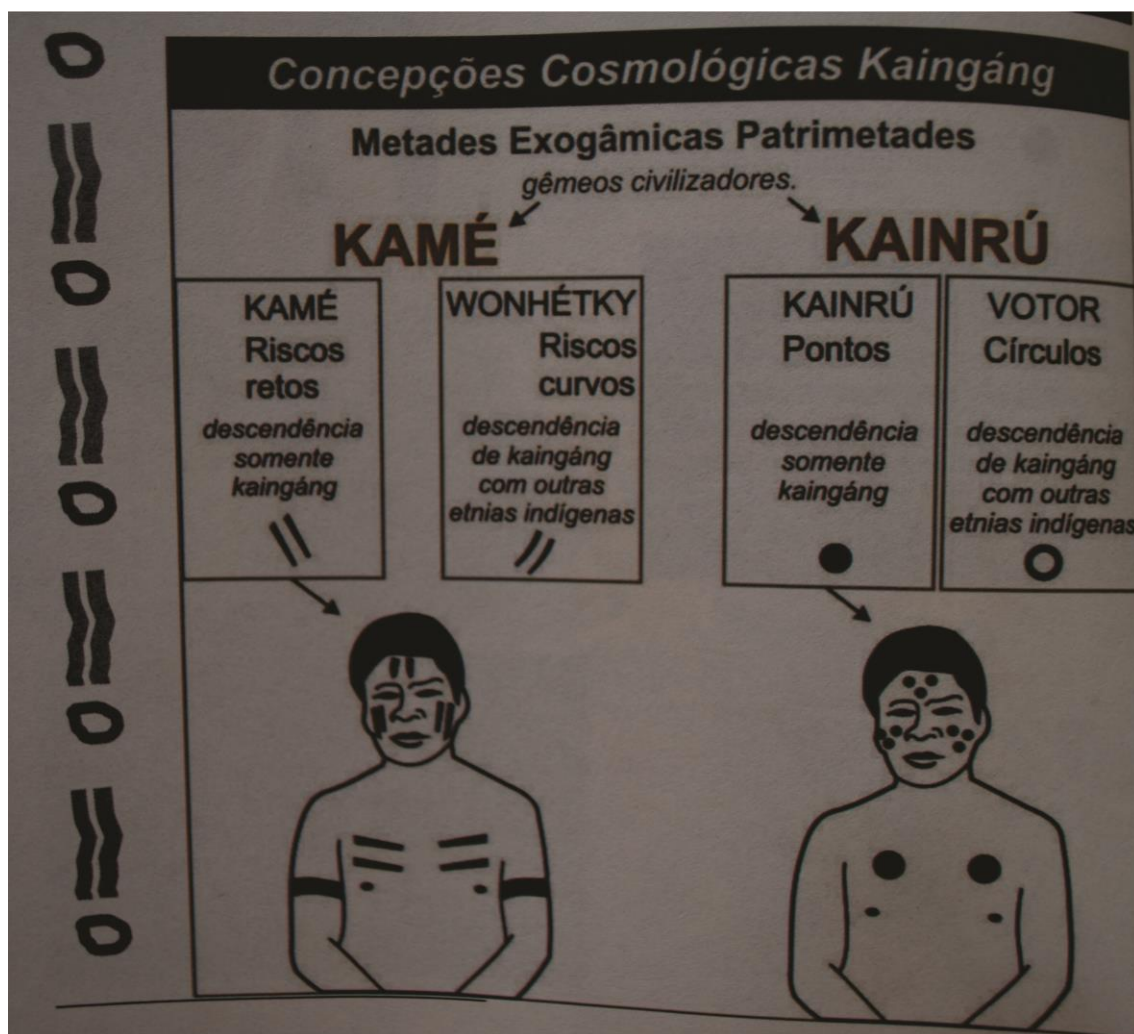 Concepções Cosmológicas Kaingáng
Metades Exogâmicas Patrimetades
gêmeos civilizadores.
KAMÉ
KAINRÚ
KAMÉ
Riscos
retos
descendência
somente
kaingáng
WONHÉTKY
Riscos
curvos
descendência
de kaingáng
com outras
etnias indígenas
KAINRÚ
Pontos
descendência
somente
kaingáng
VOTOR
Círculos
descendência
de kaingáng
com outras
etnias indígenas